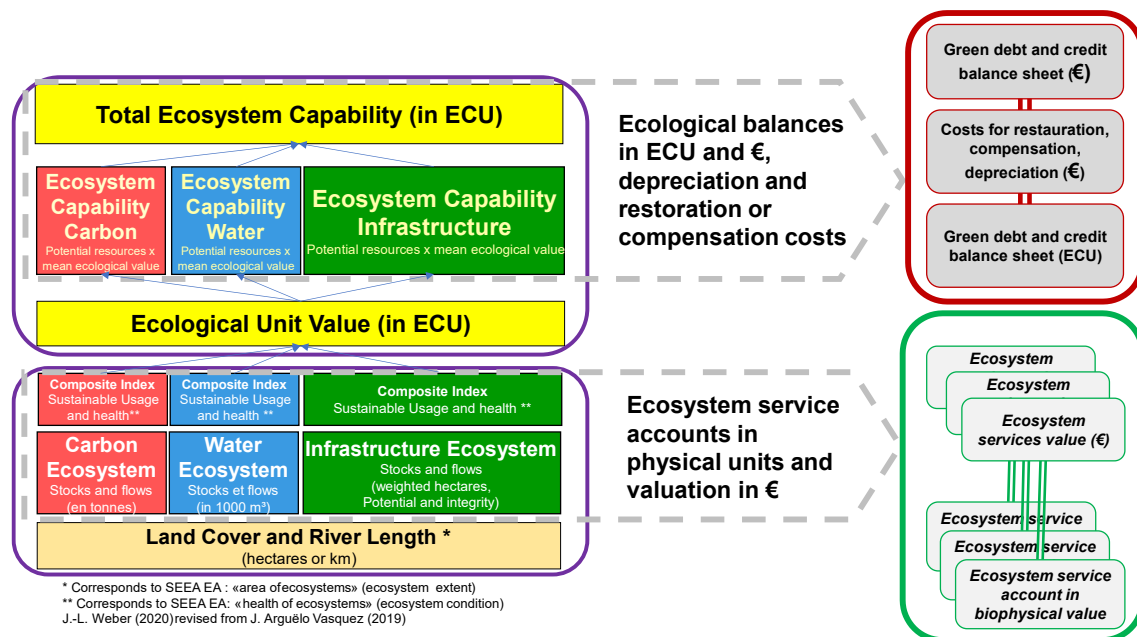 Total Ecosystem Capability (in ECU)
Ecosystem
Capability
Carbon
Potential resources x
mean ecological value
Ecosystem
Capability
Water
Potential resources x
mean ecological value
Ecosystem Capability
Infrastructure
Potential resources x mean ecological value
Ecological Unit Value (in ECU)
Composite Index
Sustainable Usage
and health**
Composite Index
Sustainable Usage
and health **
Composite Index
Sustainable Usage and health **
Carbon
Ecosystem
Stocks and flows
(en tonnes)
Water
Ecosystem
Stocks et flows
(in 1000 m³)
Infrastructure Ecosystem
Stocks and flows
(weighted hectares,
Potential and integrity)
Land Cover and River Length *
(hectares or km)
* Corresponds to SEEA EA : «area of ecosystems» (ecosystem extent)
** Corresponds to SEEA EA: «health of ecosystems» (ecosystem condition)
J.-L. Weber (2020) revised from J. Arguëlo Vasquez (2019)
Ecological balances
in ECU and €,
depreciation and
restoration or
compensation costs
Ecosystem service
accounts in
physical units and
valuation in €
Green debt and credit
balance sheet (€)
Costs for restauration,
compensation,
depreciation (€)
Green debt and credit
balance sheet (ECU)
Ecosystem
Ecosystem
Ecosystem
services value (€)
Ecosystem service
Ecosystem service
Ecosystem service
account in
biophysical value